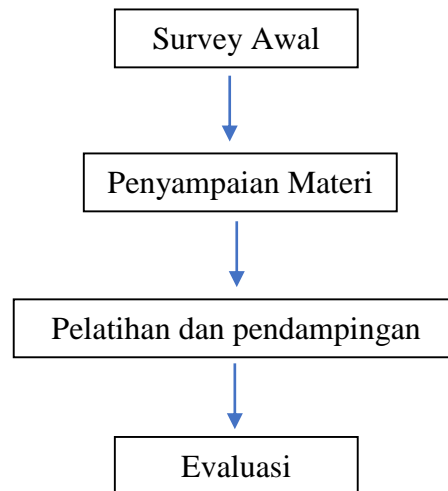 Survey Awal
Penyampaian Materi
Pelatihan dan pendampingan
Evaluasi